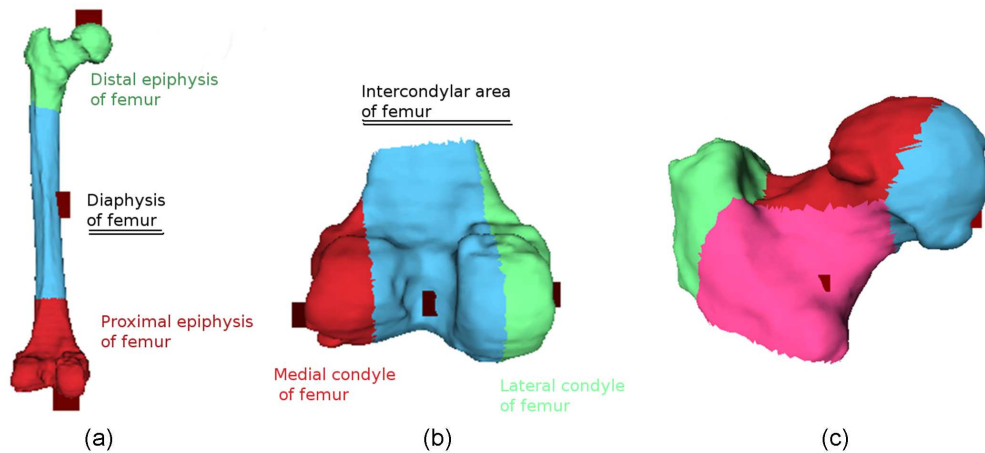 Distal epiphysis
of femur
Diaphysis
of femur
Proximal epiphysis
of femur
(a)
Intercondylar area
of femur
Medial condyle
of femur
Lateral condyle
of femur
(b)
(c)